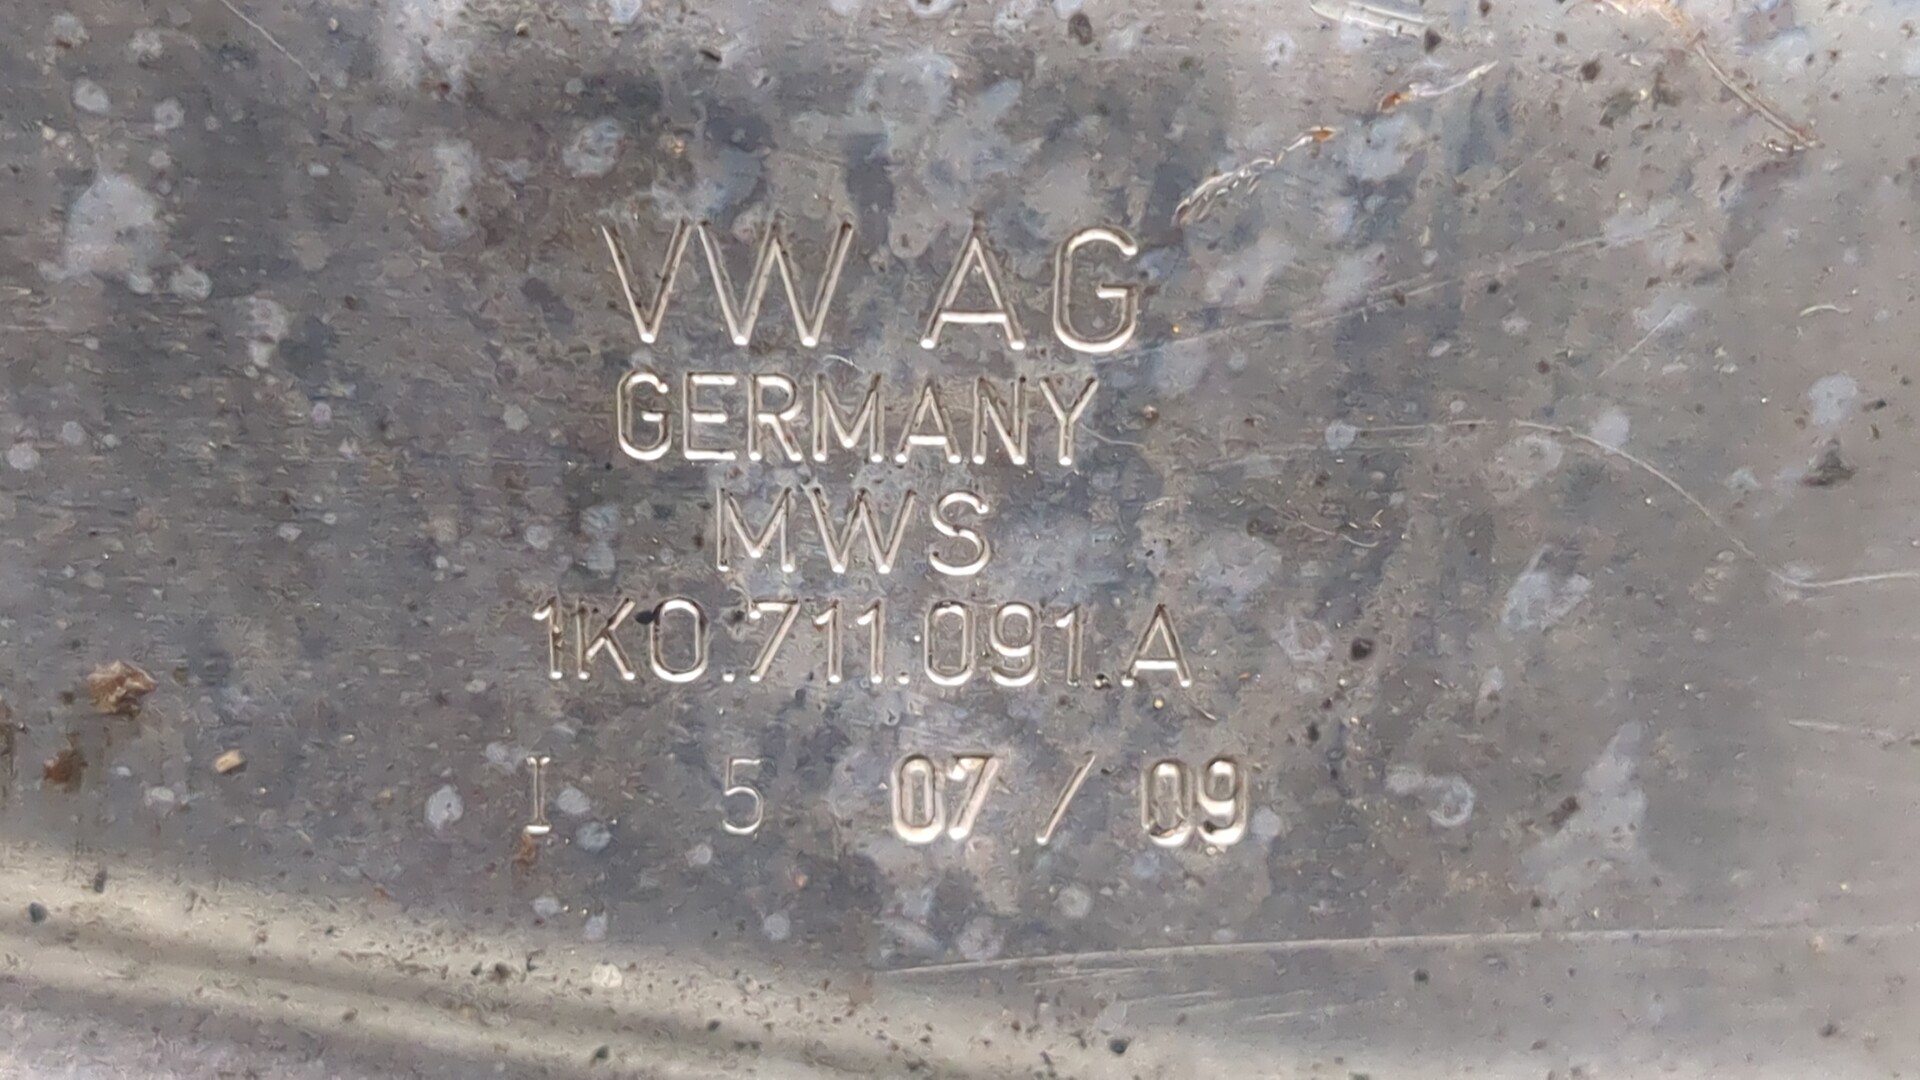 VW AG
GERMANY
MWS
1K0.711.091.A
I 5 07 / 09